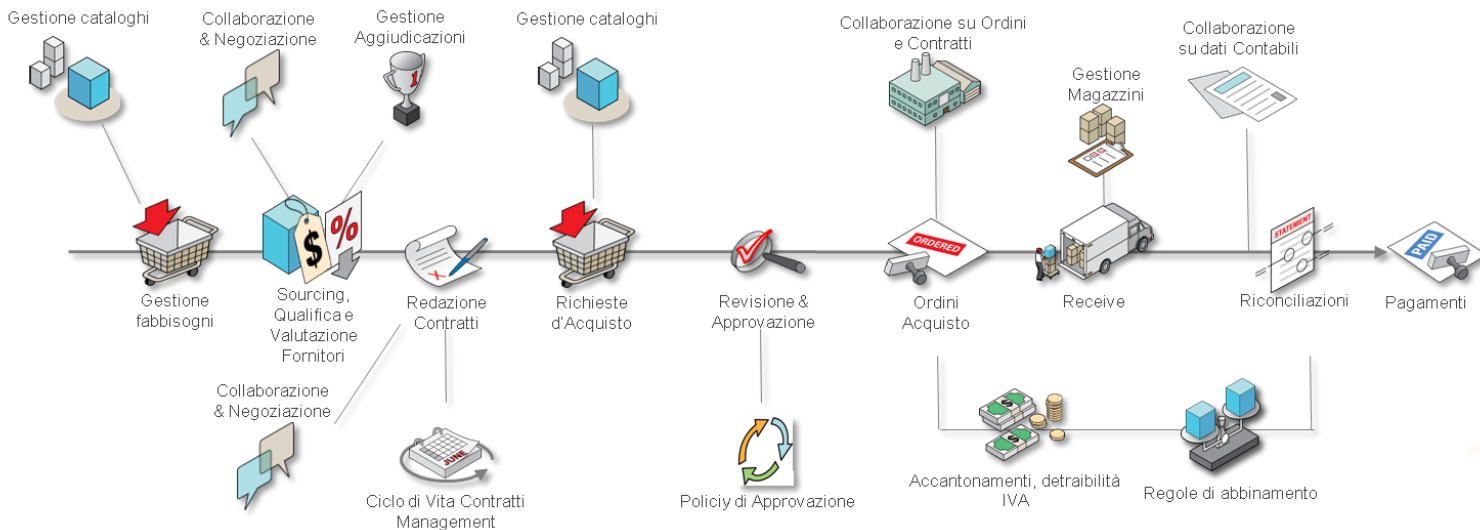 Gestione cataloghi
Collaborazione
& Negoziazione
Gestione
Aggiudicazioni
Gestione cataloghi
Collaborazione su Ordini
e Contratti
Gestione
Magazzini
Collaborazione
su dati Contabili
1
$
%
ORDERED
STATEMENT
PAID
Gestione
fabbisogni
Sourcing,
Qualifica e
Valutazione
Fornitori
Redazione
Contratti
Richieste
d'Acquisto
Revisione &
Approvazione
Ordini
Acquisto
Receive
Riconciliazioni
Pagamenti
Collaborazione
& Negoziazione
JUNE
Ciclo di Vita Contratti
Management
Policiy di Approvazione
Accantonamenti, detraibilità
IVA
Regole di abbinamento